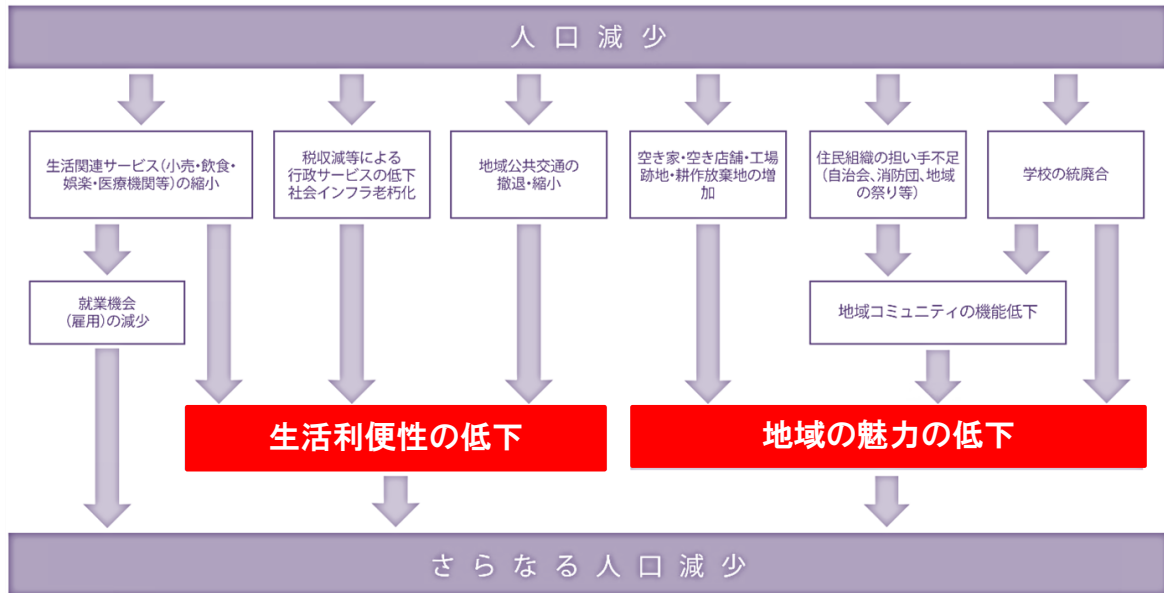 人口減少
生活関連サービス(小売・飲食・
娯楽・医療機関等)の縮小
税収減等による
行政サービスの低下
社会インフラ老朽化
地域公共交通の
撤退・縮小
空き家・空き店舗・工場
跡地・耕作放棄地の増
加
住民組織の担い手不足
(自治会、消防団、地域
の祭り等)
学校の統廃合
就業機会
(雇用)の減少
地域コミュニティの機能低下
生活利便性の低下
地域の魅力の低下
さらなる人口減少